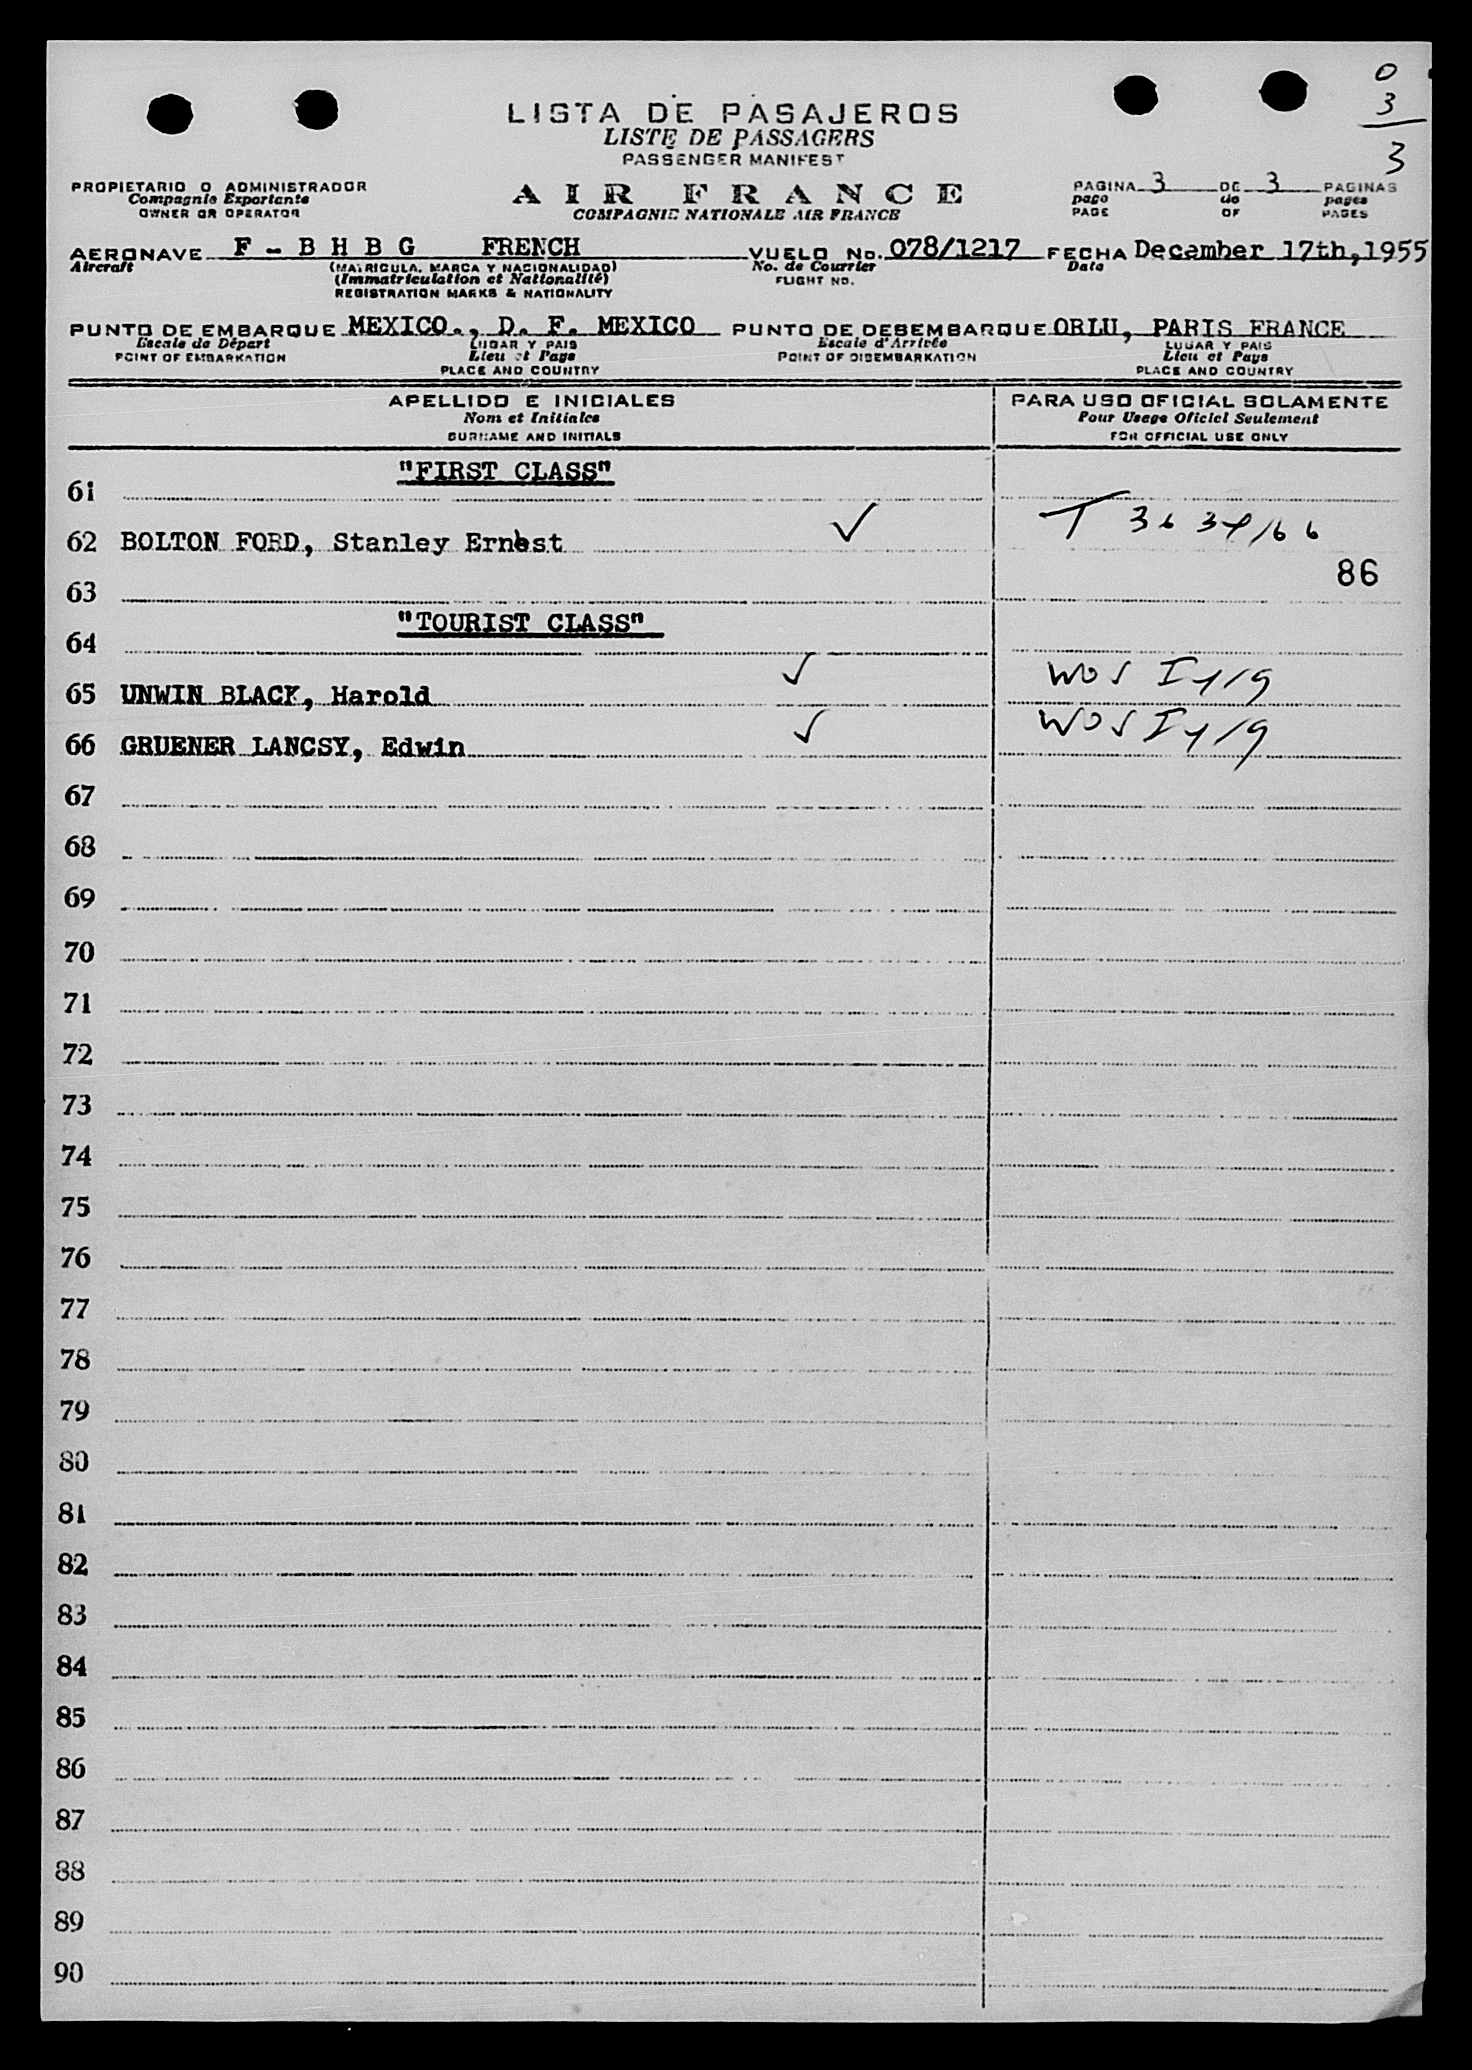 0
3
3
LISTA DE PASAJEROS
LISTE DE PASSAGERS
PASSENGER MANIFEST
PROPIETARIO O ADMINISTRADOR
Compagnie Exportante
OWNER OR OPERATOR
AIR FRANCE
COMPAGNIE NATIONALE AIR FRANCE
PAGINA 3 DE 3 PAGINAS
page de pages
PAGE OF PAGES
AERONAVE F - B H B G FRENCH VUELO No. 078/1217 FECHA December 17th, 1955
Aircraft (MATRICULA, MARCA Y NACIONALIDAD) No. de Courrier Date
(Immatriculation et Nationalité) FLIGHT NO.
REGISTRATION MARKS & NATIONALITY
PUNTO DE EMBARQUE MEXICO., D. F. MEXICO PUNTO DE DESEMBARQUE ORLU, PARIS FRANCE
Escale de Départ LUGAR Y PAIS Escale d'Arrivée LUGAR Y PAIS
POINT OF EMBARKATION Lieu et Pays POINT OF DISEMBARKATION Lieu et Pays
PLACE AND COUNTRY PLACE AND COUNTRY
APELLIDO E INICIALES PARA USO OFICIAL SOLAMENTE
Nom et Initiales Pour Usage Oficiel Seulement
SURNAME AND INITIALS FOR OFFICIAL USE ONLY
"FIRST CLASS"
61
62 BOLTON FORD, Stanley Ernest ✓ T
86
63
"TOURIST CLASS"
64
65 UNWIN BLACK, Harold ✓
66 GRUENER LANCSY, Edwin ✓
67
68
69
70
71
72
73
74
75
76
77
78
79
80
81
82
83
84
85
86
87
88
89
90